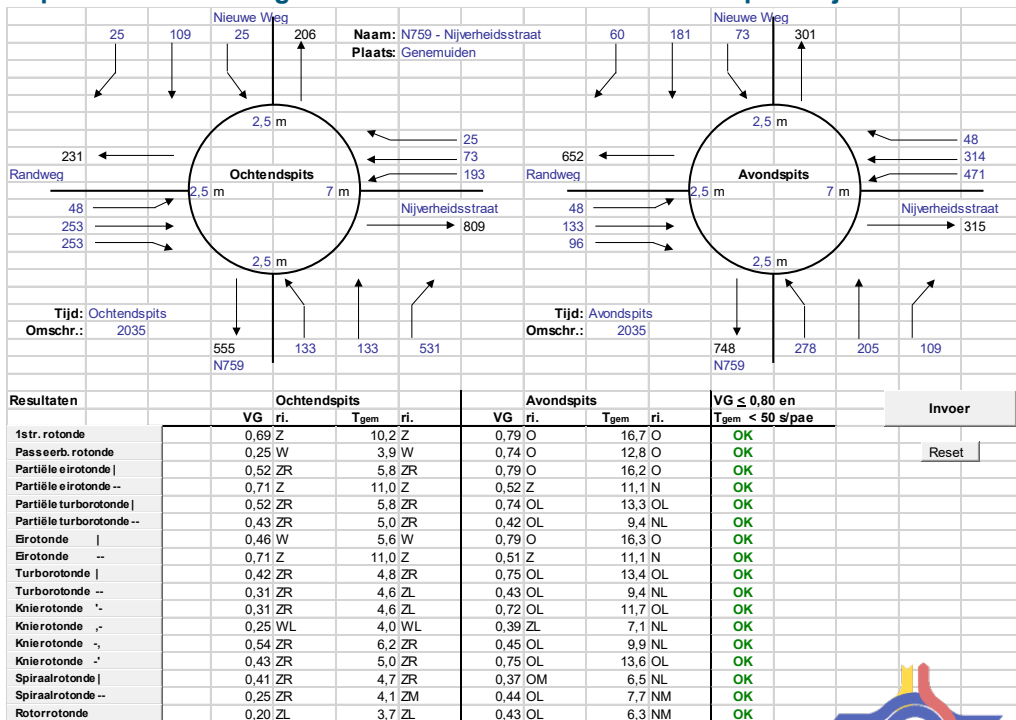 Nieuwe Weg Nieuwe Weg
25 109 25 206 Naam: N759 - Nijverheidsstraat 60 181 73 301
Plaats: Genemuiden
2,5 m 2,5 m
25 48
73 314
231 652
Randweg Ochtendspits 193 Randweg Avondspits 471
2,5 m 7 m 2,5 m 7 m
48 Nijverheidsstraat 48 Nijverheidsstraat
253 809 133 315
253 96
2,5 m 2,5 m
Tijd: Ochtendspits Tijd: Avondspits
Omschr.: 2035 Omschr.: 2035
555 133 133 531 748 278 205 109
N759 N759
Resultaten Ochtendspits Avondspits VG ≤ 0,80 en
VG ri. Tgem ri. VG ri. Tgem ri. Tgem < 50 s/pae
Invoer
1str. rotonde 0,69 Z 10,2 Z 0,79 O 16,7 O OK
Passeerb. rotonde 0,25 W 3,9 W 0,74 O 12,8 O OK
Reset
Partiële eirotonde | 0,52 ZR 5,8 ZR 0,79 O 16,2 O OK
Partiële eirotonde -- 0,71 Z 11,0 Z 0,52 Z 11,1 N OK
Partiële turborotonde | 0,52 ZR 5,8 ZR 0,74 OL 13,3 OL OK
Partiële turborotonde -- 0,43 ZR 5,0 ZR 0,42 OL 9,4 NL OK
Eirotonde | 0,46 W 5,6 W 0,79 O 16,3 O OK
Eirotonde -- 0,71 Z 11,0 Z 0,51 Z 11,1 N OK
Turborotonde | 0,42 ZR 4,8 ZR 0,75 OL 13,4 OL OK
Turborotonde -- 0,31 ZR 4,6 ZL 0,43 OL 9,4 NL OK
Knierotonde '- 0,31 ZR 4,6 ZL 0,72 OL 11,7 OL OK
Knierotonde ,- 0,25 WL 4,0 WL 0,39 ZL 7,1 NL OK
Knierotonde -, 0,54 ZR 6,2 ZR 0,45 OL 9,9 NL OK
Knierotonde -' 0,43 ZR 5,0 ZR 0,75 OL 13,6 OL OK
Spiraalrotonde | 0,41 ZR 4,7 ZR 0,37 OM 6,5 NL OK
Spiraalrotonde -- 0,25 ZR 4,1 ZM 0,44 OL 7,7 NM OK
Rotorrotonde 0,20 ZL 3,7 ZL 0,43 OL 6,3 NM OK